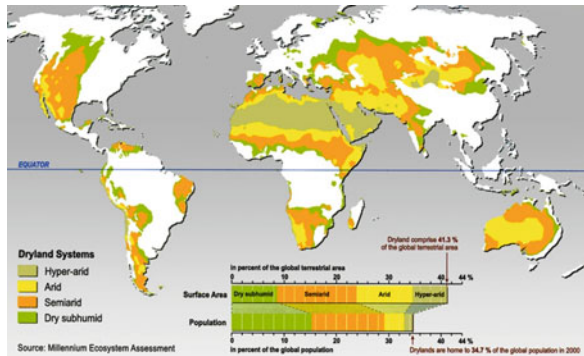 EQUATOR
Dryland Systems
Hyper-arid
Arid
Semiarid
Dry subhumid
Source: Millennium Ecosystem Assessment
Dryland comprise 41.3 %
of the global terrestrial area
In percent of the global terrestrial area
0 10 20 30 40 44 %
Surface Area
Dry subhumid Semiarid Arid Hyper-arid
Population
0 10 20 30 40 44 %
In percent of the global population
Drylands are home to 34.7 % of the global population in 2000